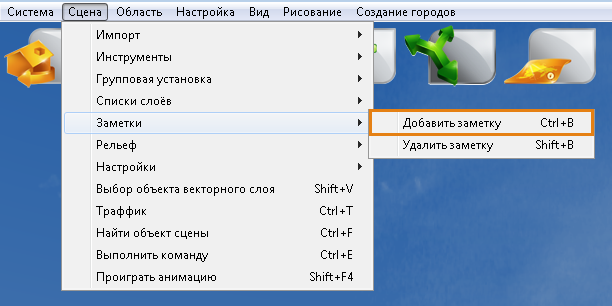 Система Сцена Область Настройка Вид Рисование Создание городов
Импорт
Инструменты
Групповая установка
Списки слоёв
Заметки
Добавить заметку Ctrl+B
Удалить заметку Shift+B
Рельеф
Настройки
Выбор объекта векторного слоя Shift+V
Траффик Ctrl+T
Найти объект сцены Ctrl+F
Выполнить команду Ctrl+E
Проиграть анимацию Shift+F4